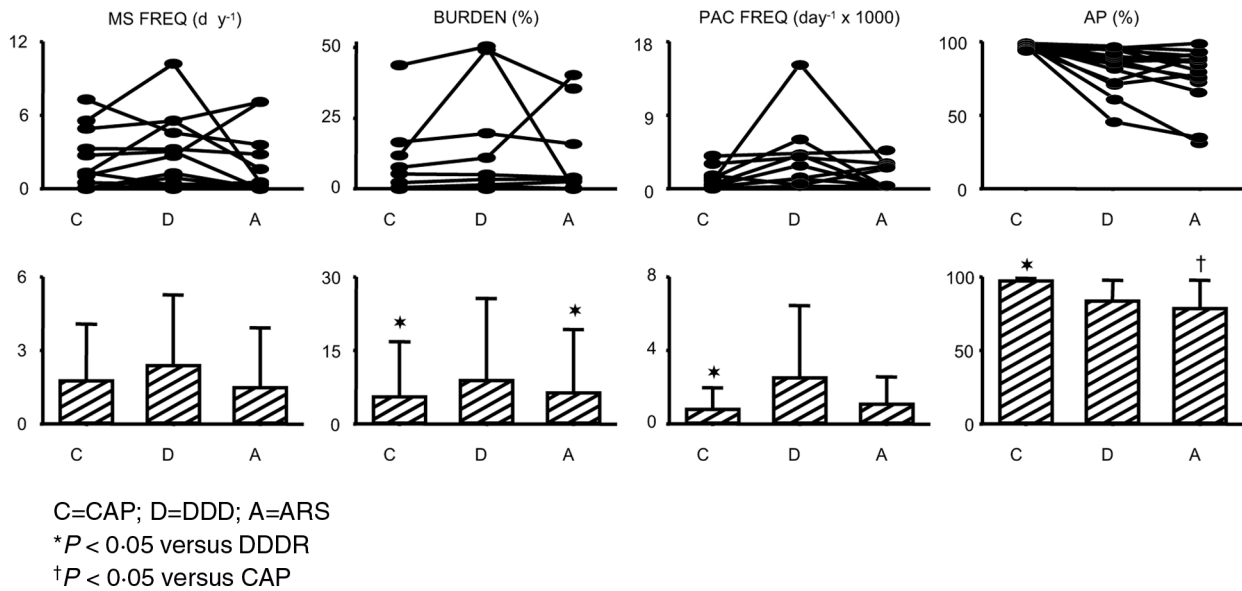 MS FREQ (d y⁻¹) BURDEN (%) PAC FREQ (day⁻¹ x 1000) AP (%)
12 50 18 100
6 25 9 50
0 0 0 0
C D A C D A C D A C D A
6 30 8 100
✶ ✶ ✶ ✶ †
3 15 4 50
0 0 0 0
C D A C D A C D A C D A
C=CAP; D=DDD; A=ARS
*P < 0·05 versus DDDR
†P < 0·05 versus CAP